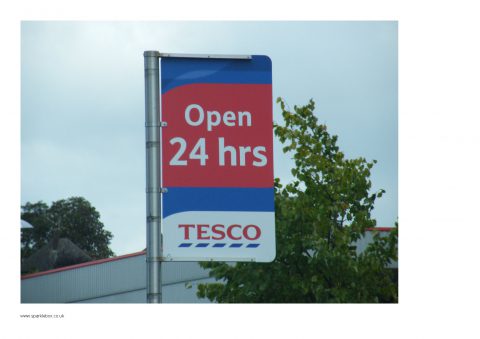 Open
24 hrs
TESCO
www.sparklebox.co.uk